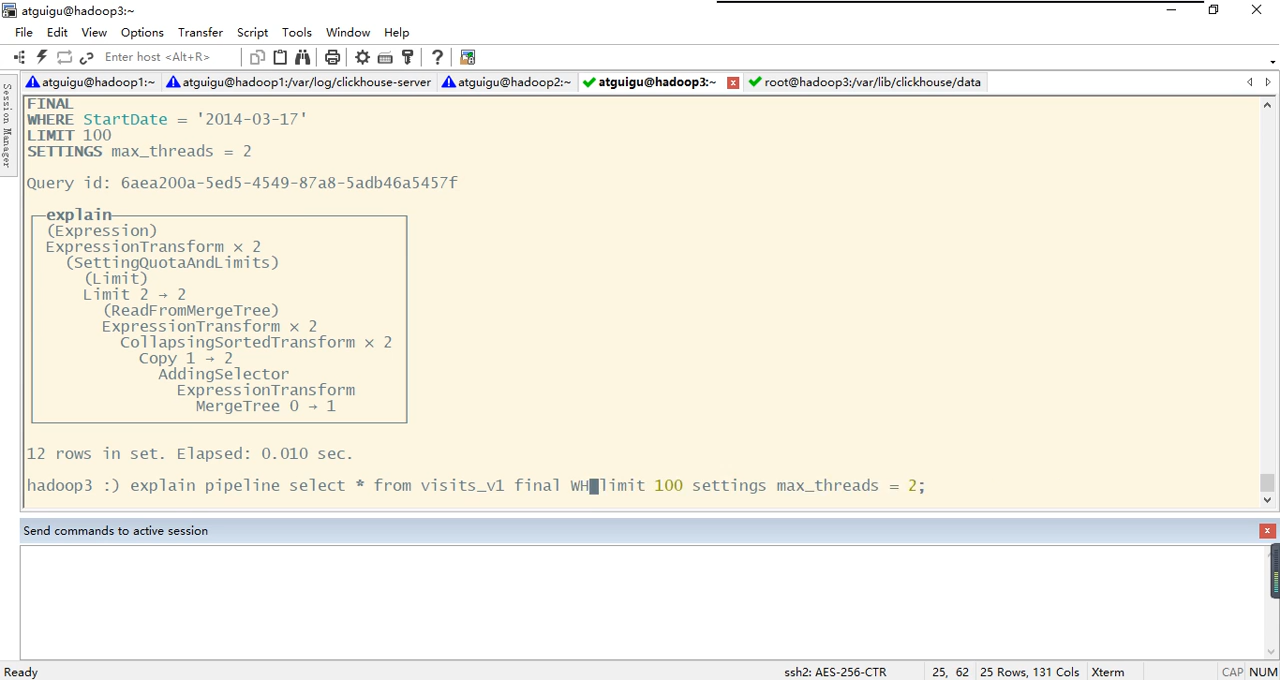 atguigu@hadoop3:~
File Edit View Options Transfer Script Tools Window Help
Enter host <Alt+R>
atguigu@hadoop1:~ atguigu@hadoop1:/var/log/clickhouse-server atguigu@hadoop2:~ atguigu@hadoop3:~ root@hadoop3:/var/lib/clickhouse/data
Session Manager
FINAL
WHERE StartDate = '2014-03-17'
LIMIT 100
SETTINGS max_threads = 2
Query id: 6aea200a-5ed5-4549-87a8-5adb46a5457f
explain
(Expression)
ExpressionTransform × 2
(SettingQuotaAndLimits)
(Limit)
Limit 2 → 2
(ReadFromMergeTree)
ExpressionTransform × 2
CollapsingSortedTransform × 2
Copy 1 → 2
AddingSelector
ExpressionTransform
MergeTree 0 → 1
12 rows in set. Elapsed: 0.010 sec.
hadoop3 :) explain pipeline select * from visits_v1 final WH limit 100 settings max_threads = 2;
Send commands to active session
Ready ssh2: AES-256-CTR 25, 62 25 Rows, 131 Cols Xterm CAP NUM